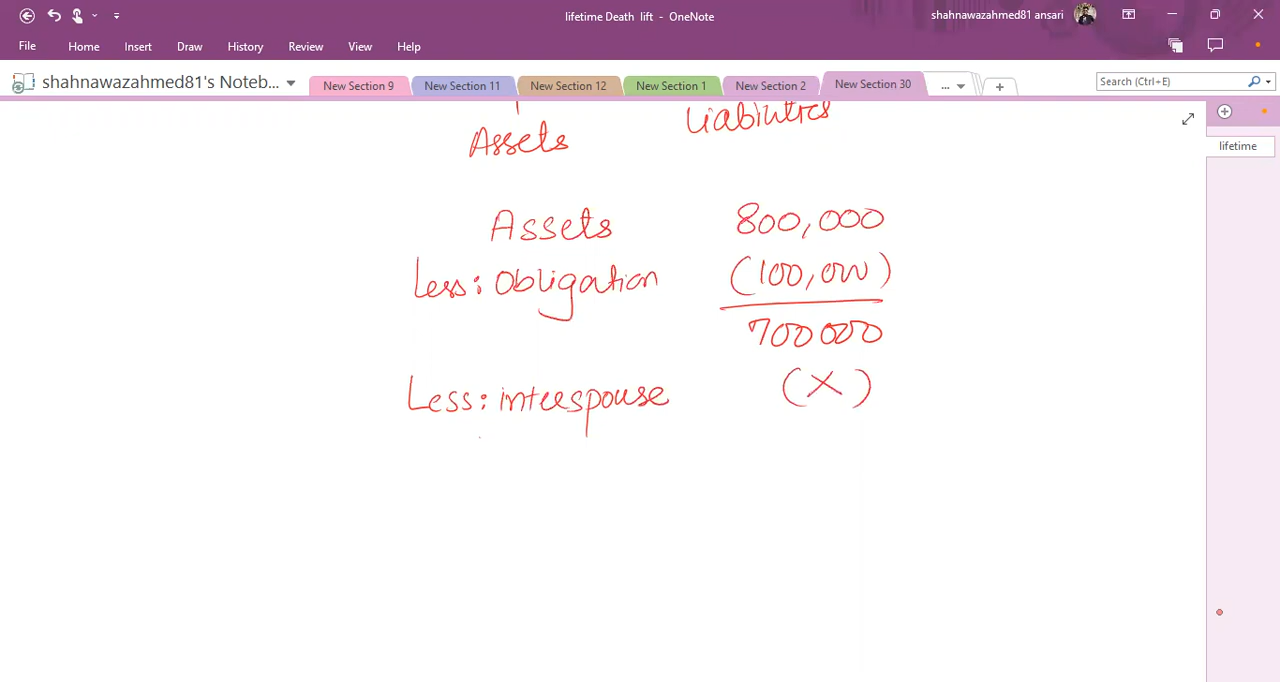 lifetime Death lift - OneNote
shahnawazahmed81 ansari
File Home Insert Draw History Review View Help
shahnawazahmed81's Noteb...
New Section 9 New Section 11 New Section 12 New Section 1 New Section 2 New Section 30 ...
Search (Ctrl+E)
lifetime
Assets Liabilities
Assets 800,000
Less: Obligation (100,000)
700000
Less: interspouse (X)